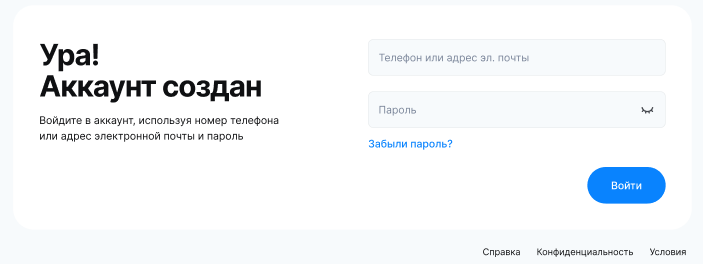 Ура!
Аккаунт создан
Войдите в аккаунт, используя номер телефона
или адрес электронной почты и пароль
Телефон или адрес эл. почты
Пароль
Забыли пароль?
Войти
Справка Конфиденциальность Условия